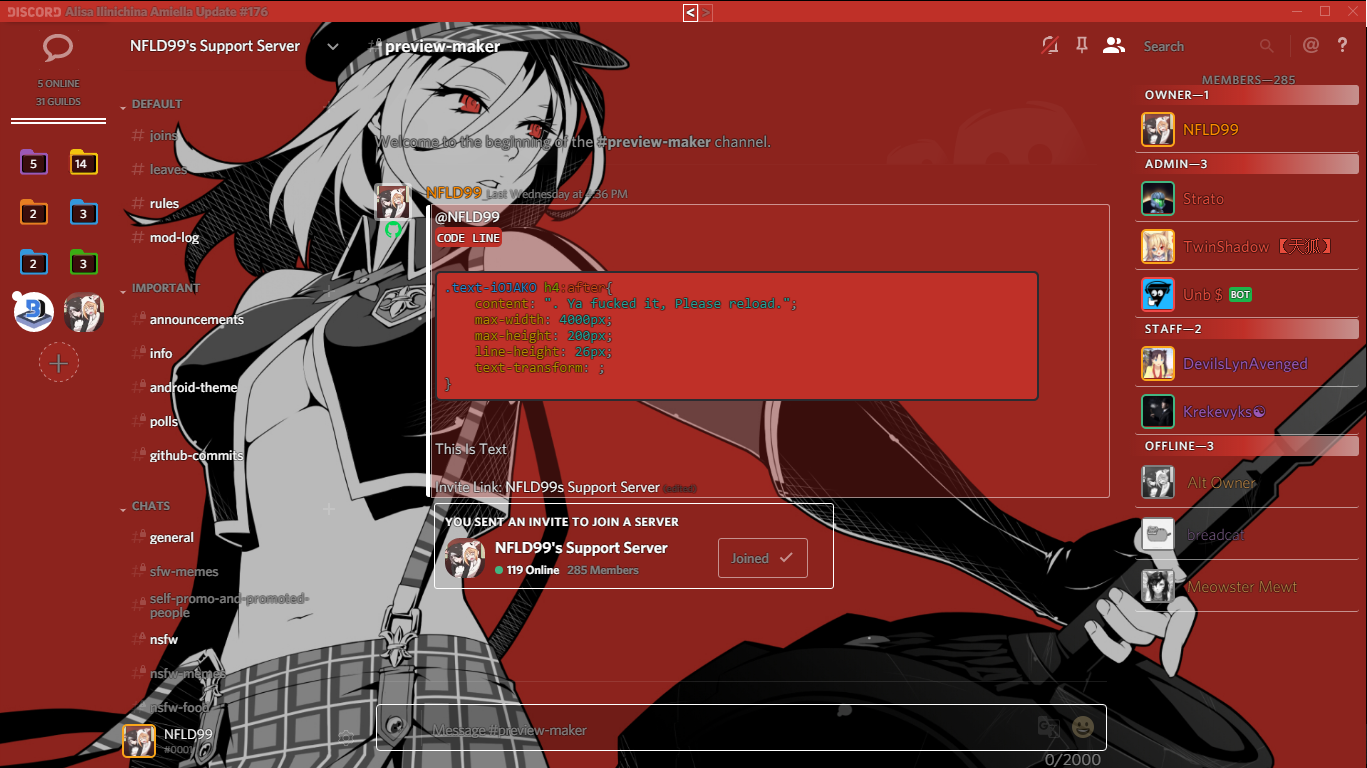 DISCORD Alisa Ilinichina Amiella Update #176
< >
NFLD99's Support Server
# preview-maker
Search
@ ?
5 ONLINE
31 GUILDS
5
14
2
3
2
3
DEFAULT
# joins
# leaves
# rules
# mod-log
IMPORTANT
announcements
info
android-theme
polls
github-commits
CHATS
general
sfw-memes
self-promo-and-promoted-
people
nsfw
nsfw-memes
nsfw-food
NFLD99
#0001
Welcome to the beginning of the #preview-maker channel.
NFLD99 Last Wednesday at 4:36 PM
@NFLD99
CODE LINE
h4:after{
content: ". Ya fucked it, Please reload.";
max-width: 4000px;
max-height: 200px;
line-height: 26px;
text-transform: ;
}
This Is Text
Invite Link: NFLD99s Support Server (edited)
YOU SENT AN INVITE TO JOIN A SERVER
NFLD99's Support Server
119 Online 285 Members
Joined
Message #preview-maker
0/2000
MEMBERS—285
OWNER—1
NFLD99
ADMIN—3
Strato
TwinShadow 【天狐】
Unb $ BOT
STAFF—2
DevilsLynAvenged
Krekevyks☯
OFFLINE—3
Alt Owner
breadcat
Meowster Mewt